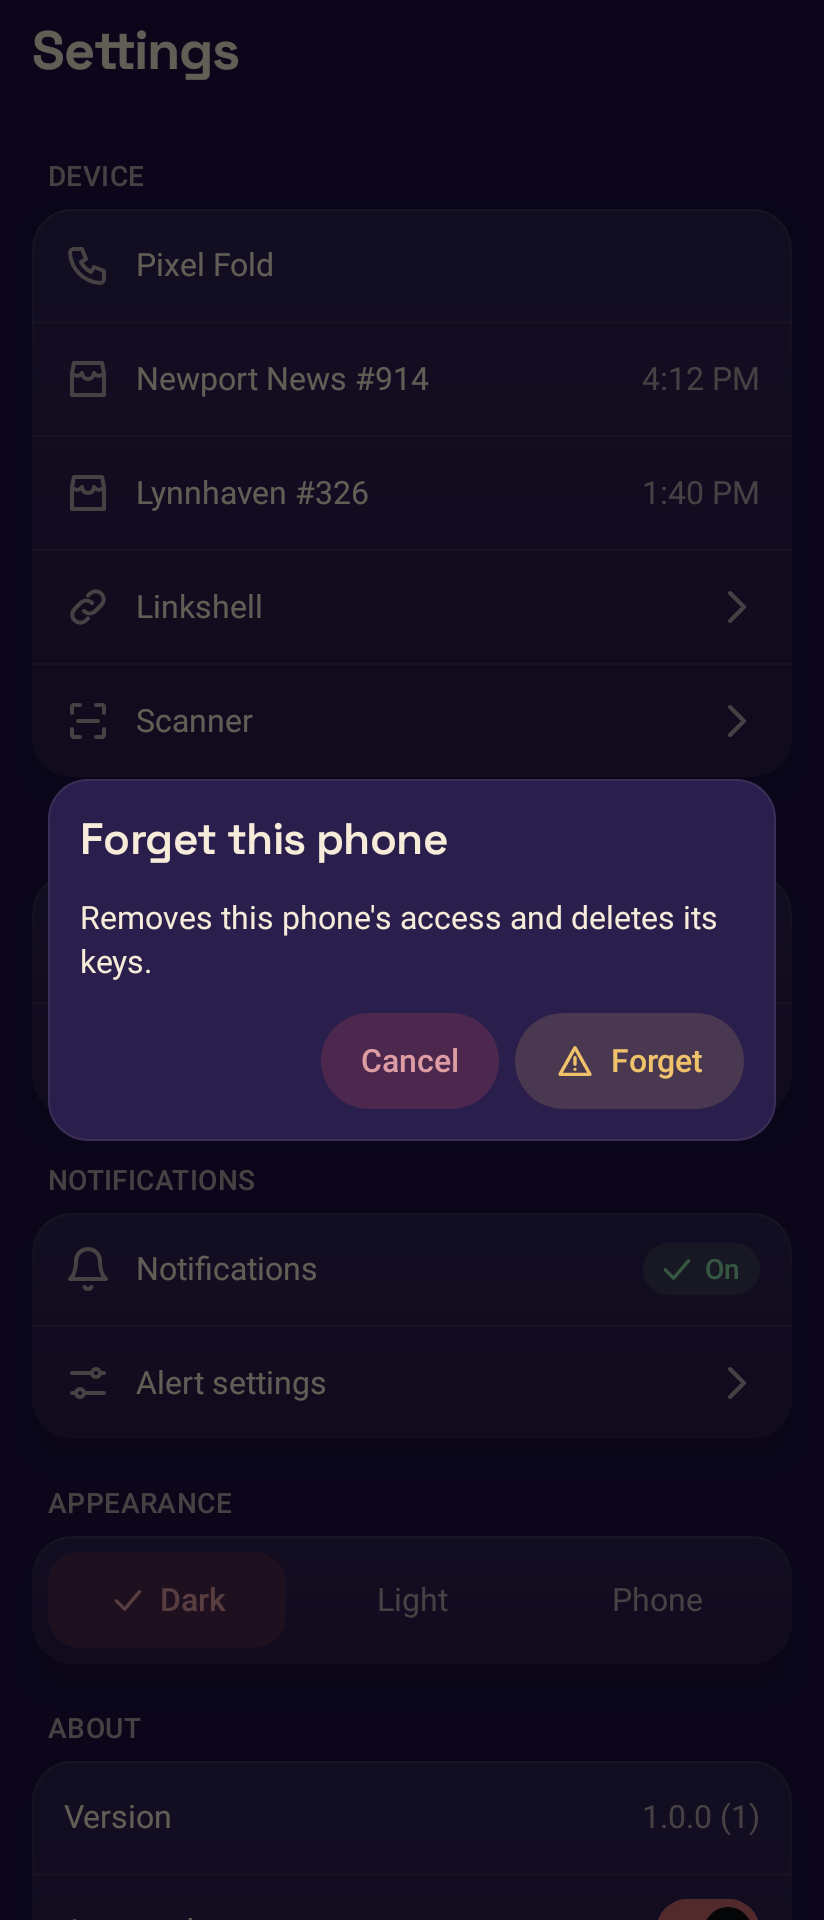 Settings
DEVICE
Pixel Fold
Newport News #914 4:12 PM
Lynnhaven #326 1:40 PM
Linkshell
Scanner
Forget this phone
Removes this phone's access and deletes its
keys.
Cancel Forget
NOTIFICATIONS
Notifications On
Alert settings
APPEARANCE
Dark Light Phone
ABOUT
Version 1.0.0 (1)